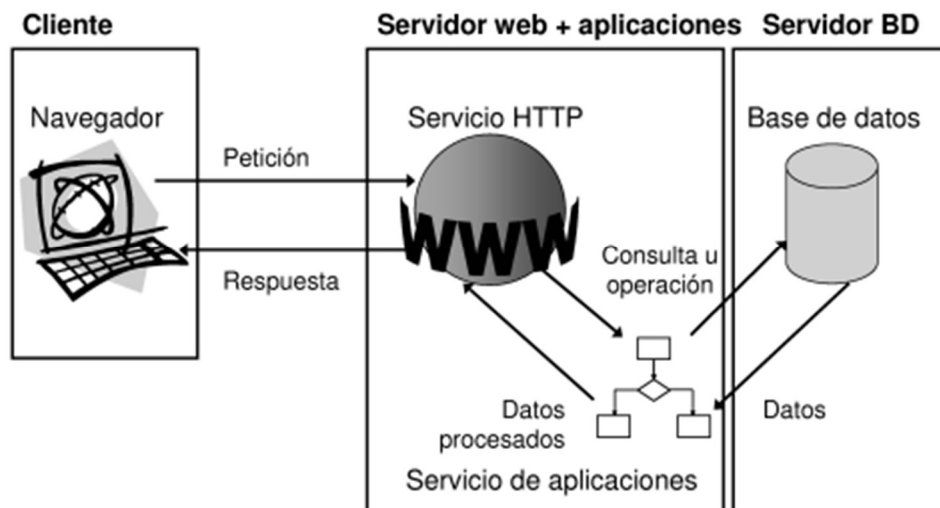 Cliente
Servidor web + aplicaciones
Servidor BD
Navegador
Servicio HTTP
Base de datos
Petición
WWW
Respuesta
Consulta u
operación
Datos
procesados
Datos
Servicio de aplicaciones